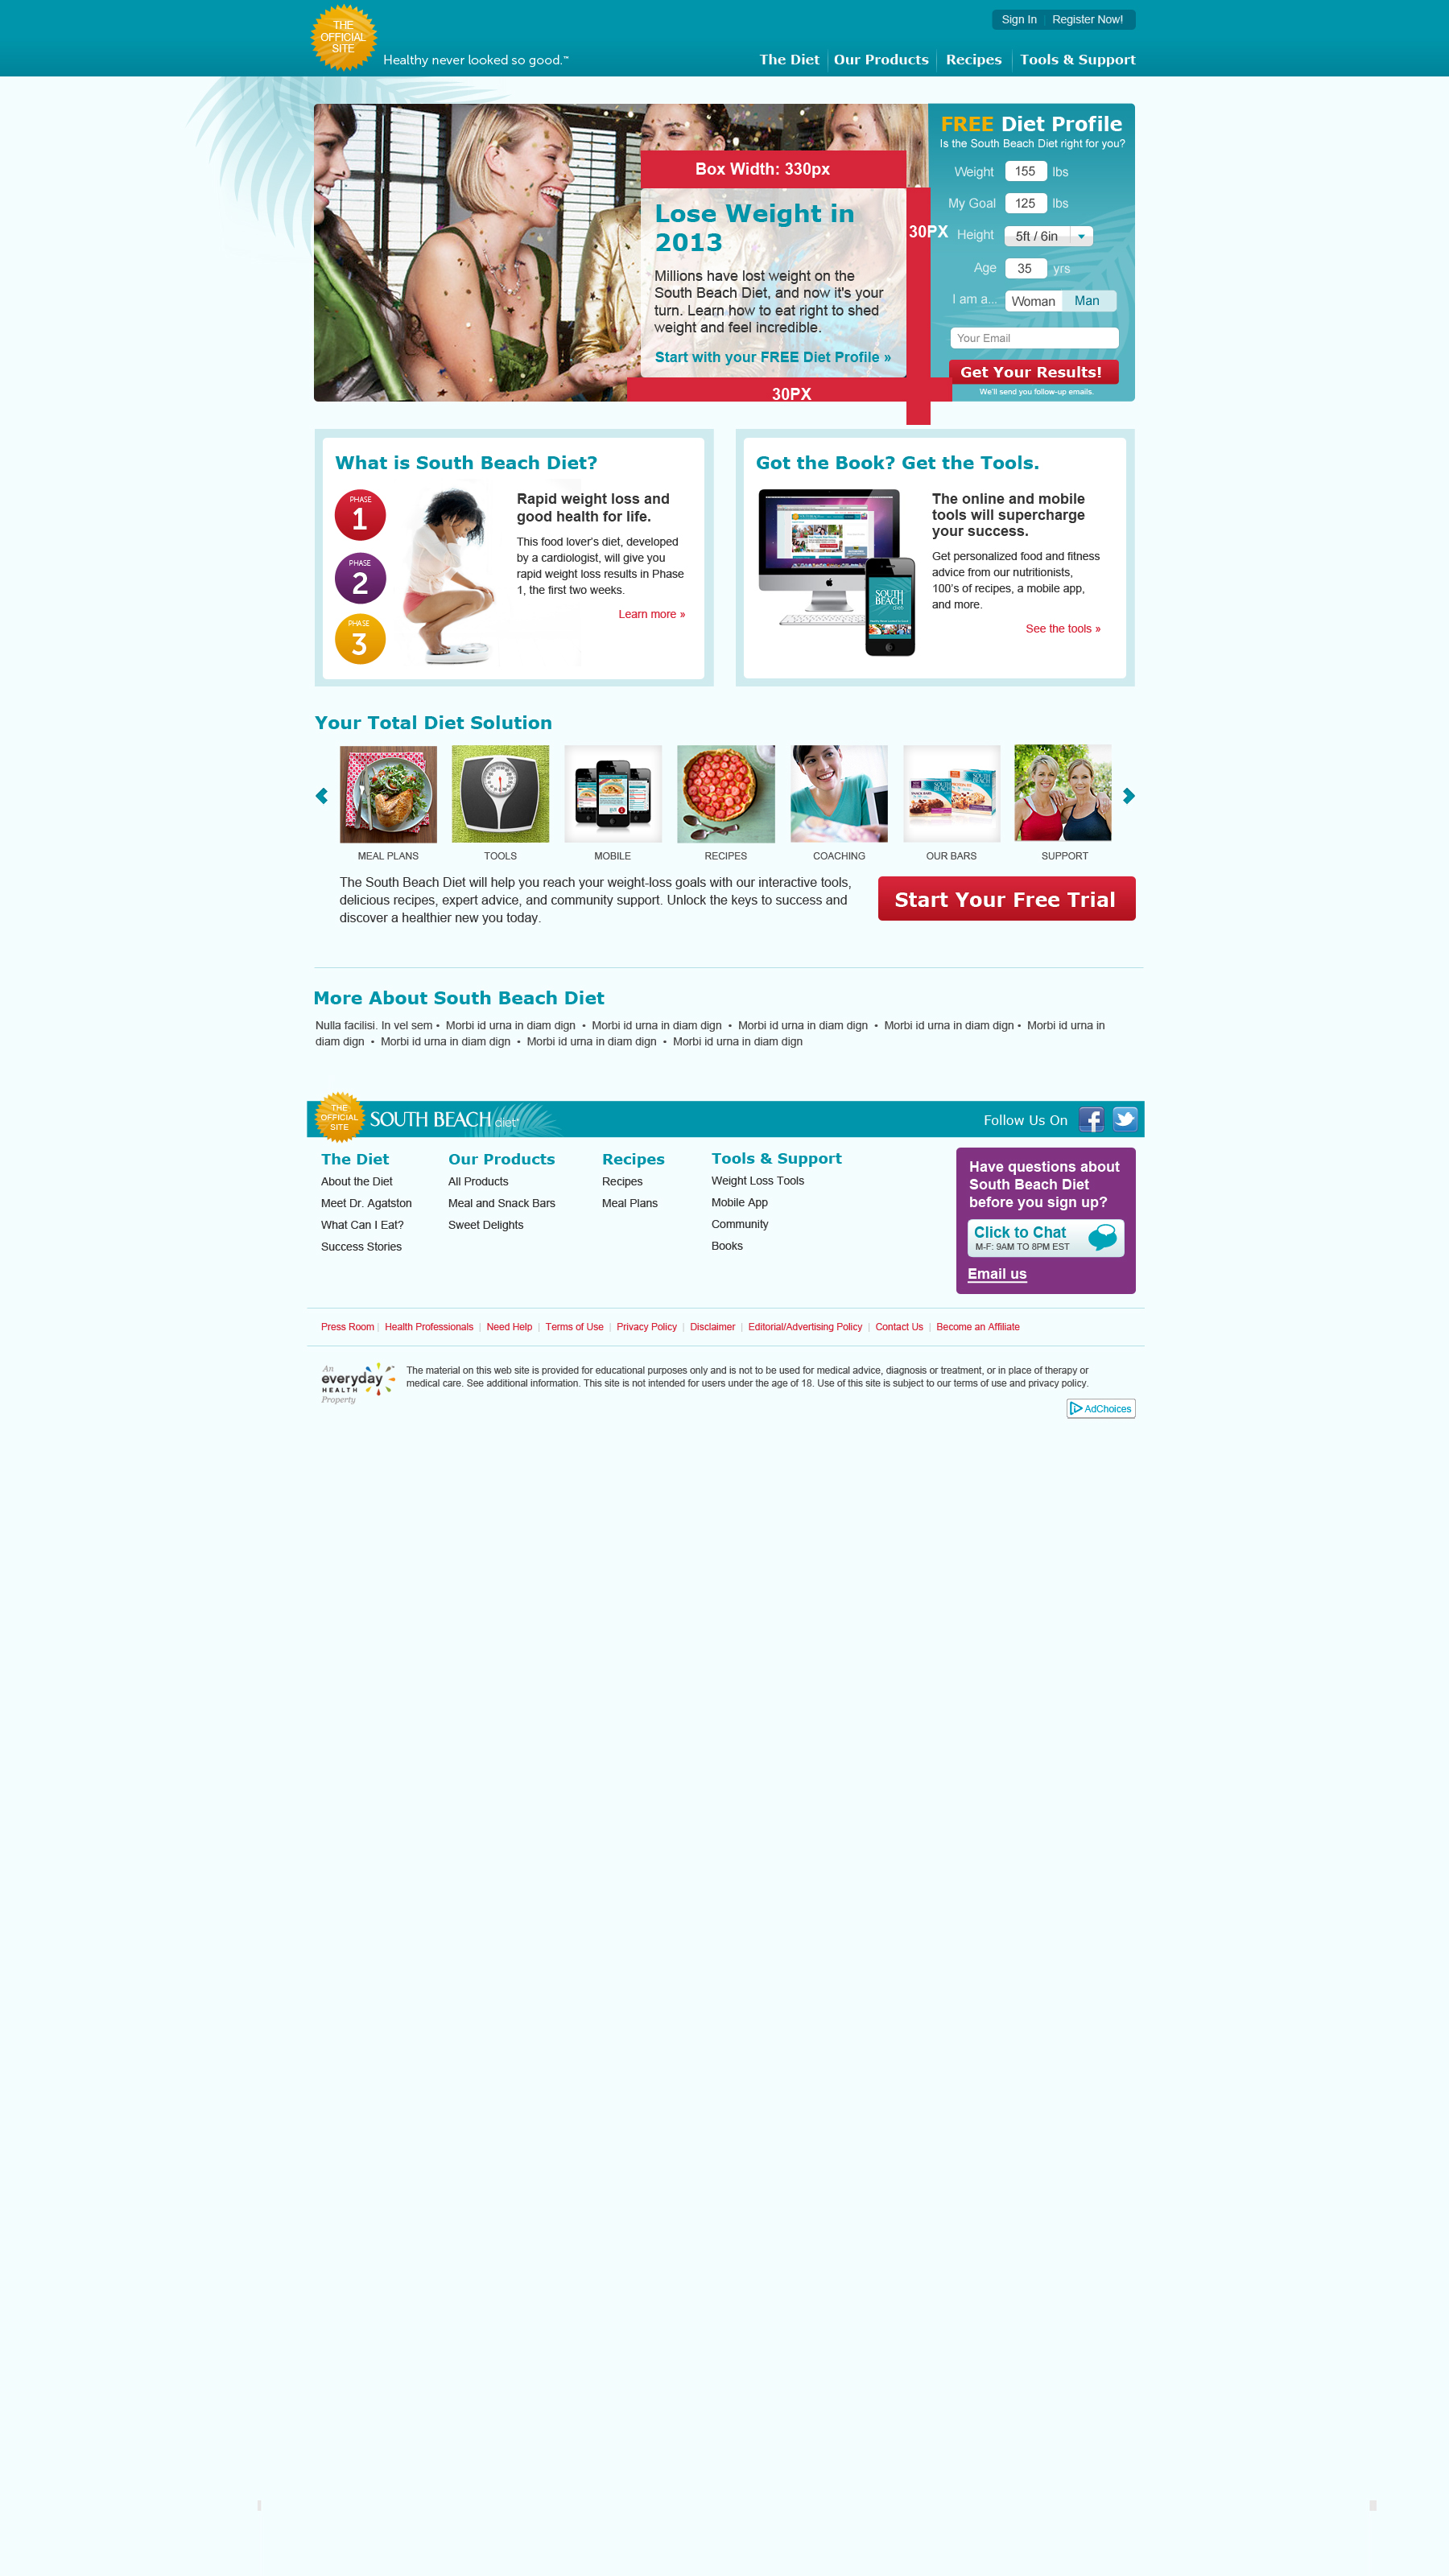 THE
OFFICIAL
SITE
Sign In
Register Now!
Healthy never looked so good.™
The Diet
Our Products
Recipes
Tools & Support
FREE Diet Profile
Is the South Beach Diet right for you?
Weight 155 lbs
My Goal 125 lbs
Height 5ft / 6in
Age 35 yrs
I am a... Woman Man
Your Email
Get Your Results!
We'll send you follow-up emails.
Box Width: 330px
30PX
Lose Weight in
2013
Millions have lost weight on the
South Beach Diet, and now it's your
turn. Learn how to eat right to shed
weight and feel incredible.
Start with your FREE Diet Profile »
30PX
What is South Beach Diet?
PHASE
1
PHASE
2
PHASE
3
Rapid weight loss and
good health for life.
This food lover's diet, developed
by a cardiologist, will give you
rapid weight loss results in Phase
1, the first two weeks.
Learn more »
Got the Book? Get the Tools.
SOUTH
BEACH
diet
The online and mobile
tools will supercharge
your success.
Get personalized food and fitness
advice from our nutritionists,
100's of recipes, a mobile app,
and more.
See the tools »
Your Total Diet Solution
MEAL PLANS
TOOLS
MOBILE
RECIPES
COACHING
OUR BARS
SUPPORT
The South Beach Diet will help you reach your weight-loss goals with our interactive tools,
delicious recipes, expert advice, and community support. Unlock the keys to success and
discover a healthier new you today.
Start Your Free Trial
More About South Beach Diet
Nulla facilisi. In vel sem • Morbi id urna in diam dign • Morbi id urna in diam dign • Morbi id urna in diam dign • Morbi id urna in diam dign • Morbi id urna in
diam dign • Morbi id urna in diam dign • Morbi id urna in diam dign • Morbi id urna in diam dign
THE
OFFICIAL
SITE
SOUTH BEACH diet
Follow Us On
The Diet
About the Diet
Meet Dr. Agatston
What Can I Eat?
Success Stories
Our Products
All Products
Meal and Snack Bars
Sweet Delights
Recipes
Recipes
Meal Plans
Tools & Support
Weight Loss Tools
Mobile App
Community
Books
Have questions about
South Beach Diet
before you sign up?
Click to Chat
M-F: 9AM TO 8PM EST
Email us
Press Room | Health Professionals | Need Help | Terms of Use | Privacy Policy | Disclaimer | Editorial/Advertising Policy | Contact Us | Become an Affiliate
An
everyday
HEALTH
Property
The material on this web site is provided for educational purposes only and is not to be used for medical advice, diagnosis or treatment, or in place of therapy or
medical care. See additional information. This site is not intended for users under the age of 18. Use of this site is subject to our terms of use and privacy policy.
AdChoices